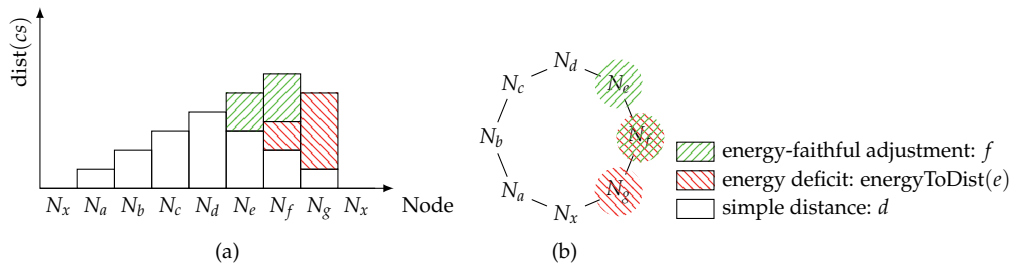 dist(cs)
N_x N_a N_b N_c N_d N_e N_f N_g N_x Node
(a)
N_d
N_c N_e
N_b N_f
N_a N_g
N_x
(b)
energy-faithful adjustment: f
energy deficit: energyToDist(e)
simple distance: d